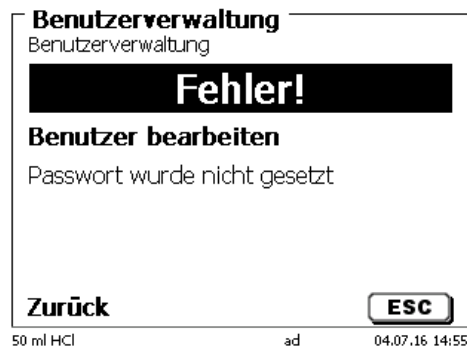 Benutzerverwaltung
Benutzerverwaltung
Fehler!
Benutzer bearbeiten
Passwort wurde nicht gesetzt
Zurück ESC
50 ml HCl ad 04.07.16 14:55